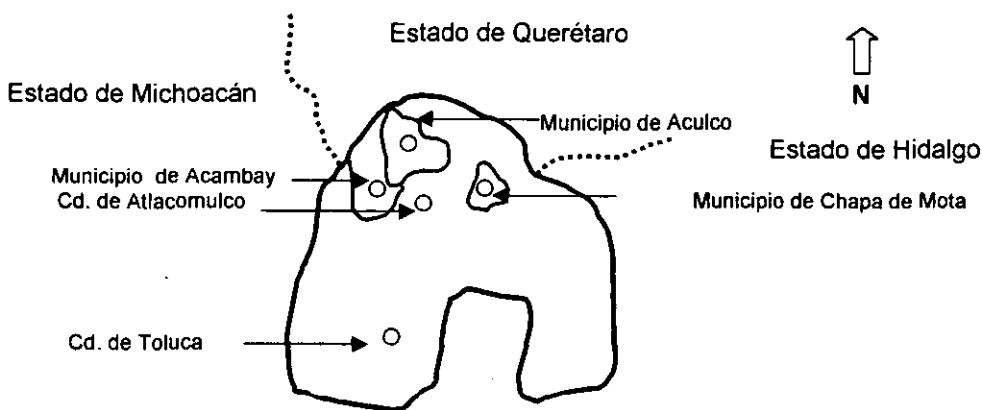 Estado de Querétaro
N
Estado de Michoacán
Municipio de Aculco
Estado de Hidalgo
Municipio de Acambay
Cd. de Atlacomulco
Municipio de Chapa de Mota
Cd. de Toluca